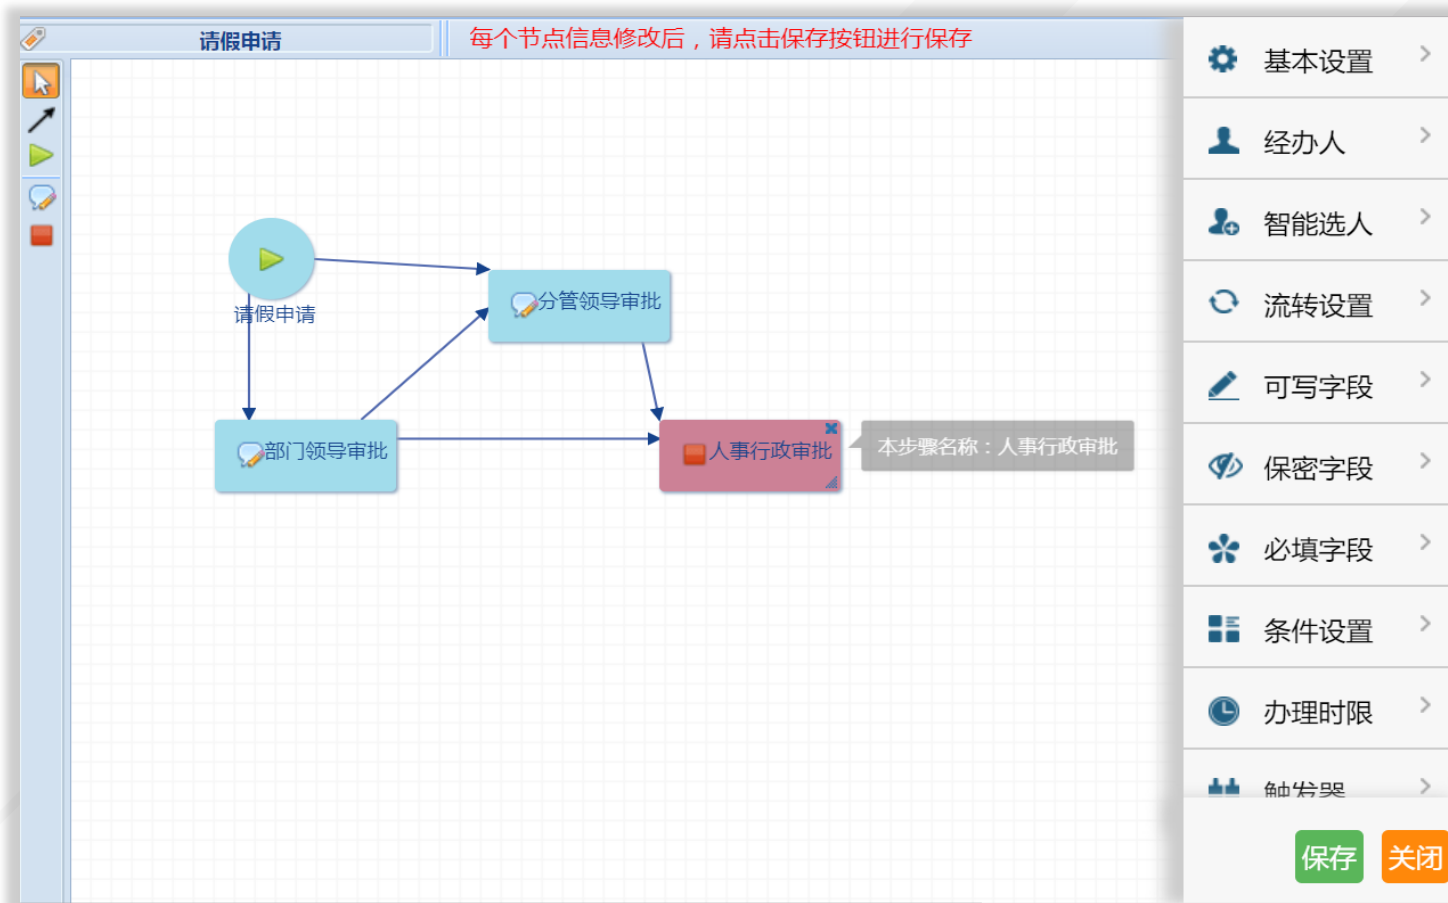 请假申请
每个节点信息修改后，请点击保存按钮进行保存
请假申请
分管领导审批
部门领导审批
人事行政审批
本步骤名称：人事行政审批
基本设置
经办人
智能选人
流转设置
可写字段
保密字段
必填字段
条件设置
办理时限
触发器
保存
关闭